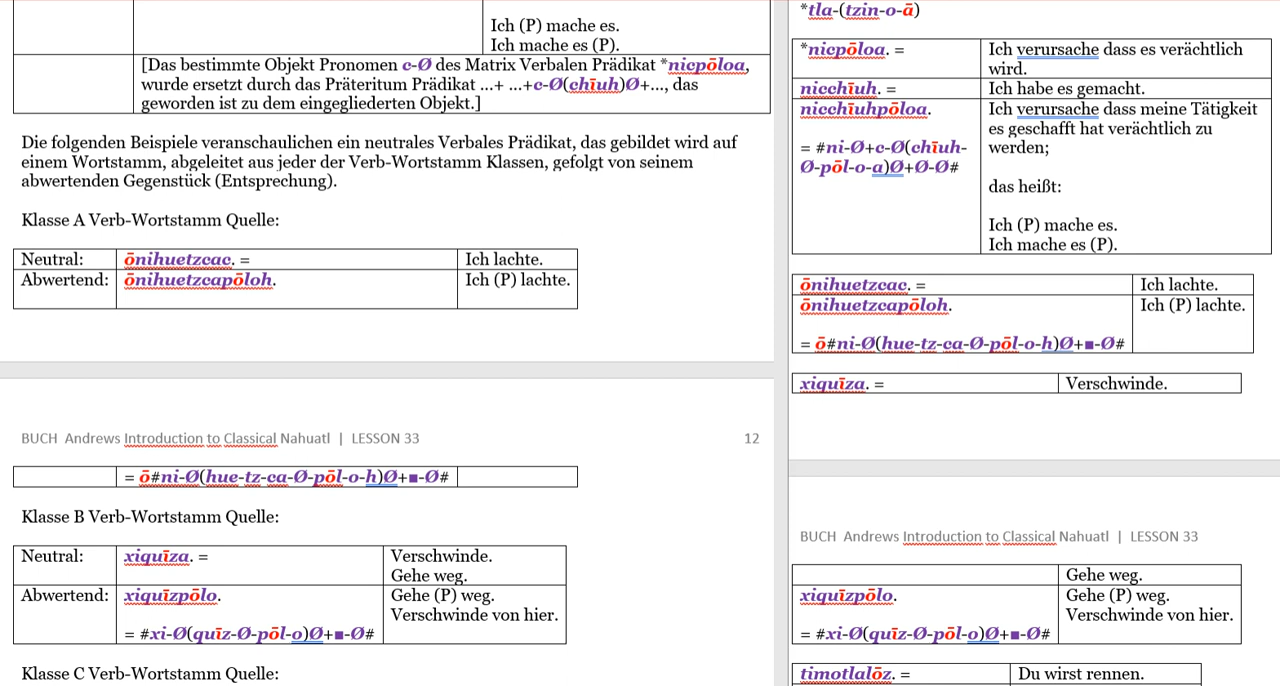 Ich (P) mache es.
Ich mache es (P).
[Das bestimmte Objekt Pronomen c-Ø des Matrix Verbalen Prädikat *nicpōloa,
wurde ersetzt durch das Präteritum Prädikat ...+ ...+c-Ø(chīuh)Ø+..., das
geworden ist zu dem eingegliederten Objekt.]
Die folgenden Beispiele veranschaulichen ein neutrales Verbales Prädikat, das gebildet wird auf
einem Wortstamm, abgeleitet aus jeder der Verb-Wortstamm Klassen, gefolgt von seinem
abwertenden Gegenstück (Entsprechung).
Klasse A Verb-Wortstamm Quelle:
Neutral: ōnihuetzcac. = Ich lachte.
Abwertend: ōnihuetzcapōloh. Ich (P) lachte.
BUCH Andrews Introduction to Classical Nahuatl | LESSON 33 12
= ō#ni-Ø(hue-tz-ca-Ø-pōl-o-h)Ø+■-Ø#
Klasse B Verb-Wortstamm Quelle:
Neutral: xiquīza. = Verschwinde.
Gehe weg.
Abwertend: xiquīzpōlo. Gehe (P) weg.
Verschwinde von hier.
= #xi-Ø(quīz-Ø-pōl-o)Ø+■-Ø#
Klasse C Verb-Wortstamm Quelle:
*tla-(tzin-o-ā)
*nicpōloa. = Ich verursache dass es verächtlich
wird.
nicchīuh. = Ich habe es gemacht.
nicchīuhpōloa. Ich verursache dass meine Tätigkeit
es geschafft hat verächtlich zu
= #ni-Ø+c-Ø(chīuh- werden;
Ø-pōl-o-a)Ø+Ø-Ø#
das heißt:
Ich (P) mache es.
Ich mache es (P).
ōnihuetzcac. = Ich lachte.
ōnihuetzcapōloh. Ich (P) lachte.
= ō#ni-Ø(hue-tz-ca-Ø-pōl-o-h)Ø+■-Ø#
xiquīza. = Verschwinde.
BUCH Andrews Introduction to Classical Nahuatl | LESSON 33
Gehe weg.
xiquīzpōlo. Gehe (P) weg.
Verschwinde von hier.
= #xi-Ø(quīz-Ø-pōl-o)Ø+■-Ø#
timotlalōz. = Du wirst rennen.